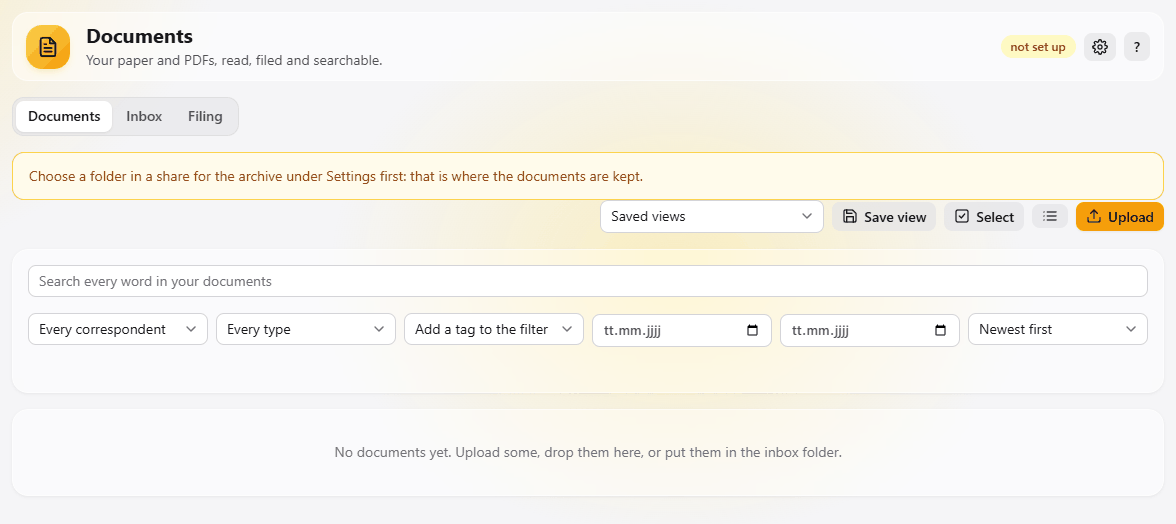 Documents
Your paper and PDFs, read, filed and searchable.
not set up
?
Documents
Inbox
Filing
Choose a folder in a share for the archive under Settings first: that is where the documents are kept.
Saved views
Save view
Select
Upload
Search every word in your documents
Every correspondent
Every type
Add a tag to the filter
tt.mm.jjjj
tt.mm.jjjj
Newest first
No documents yet. Upload some, drop them here, or put them in the inbox folder.